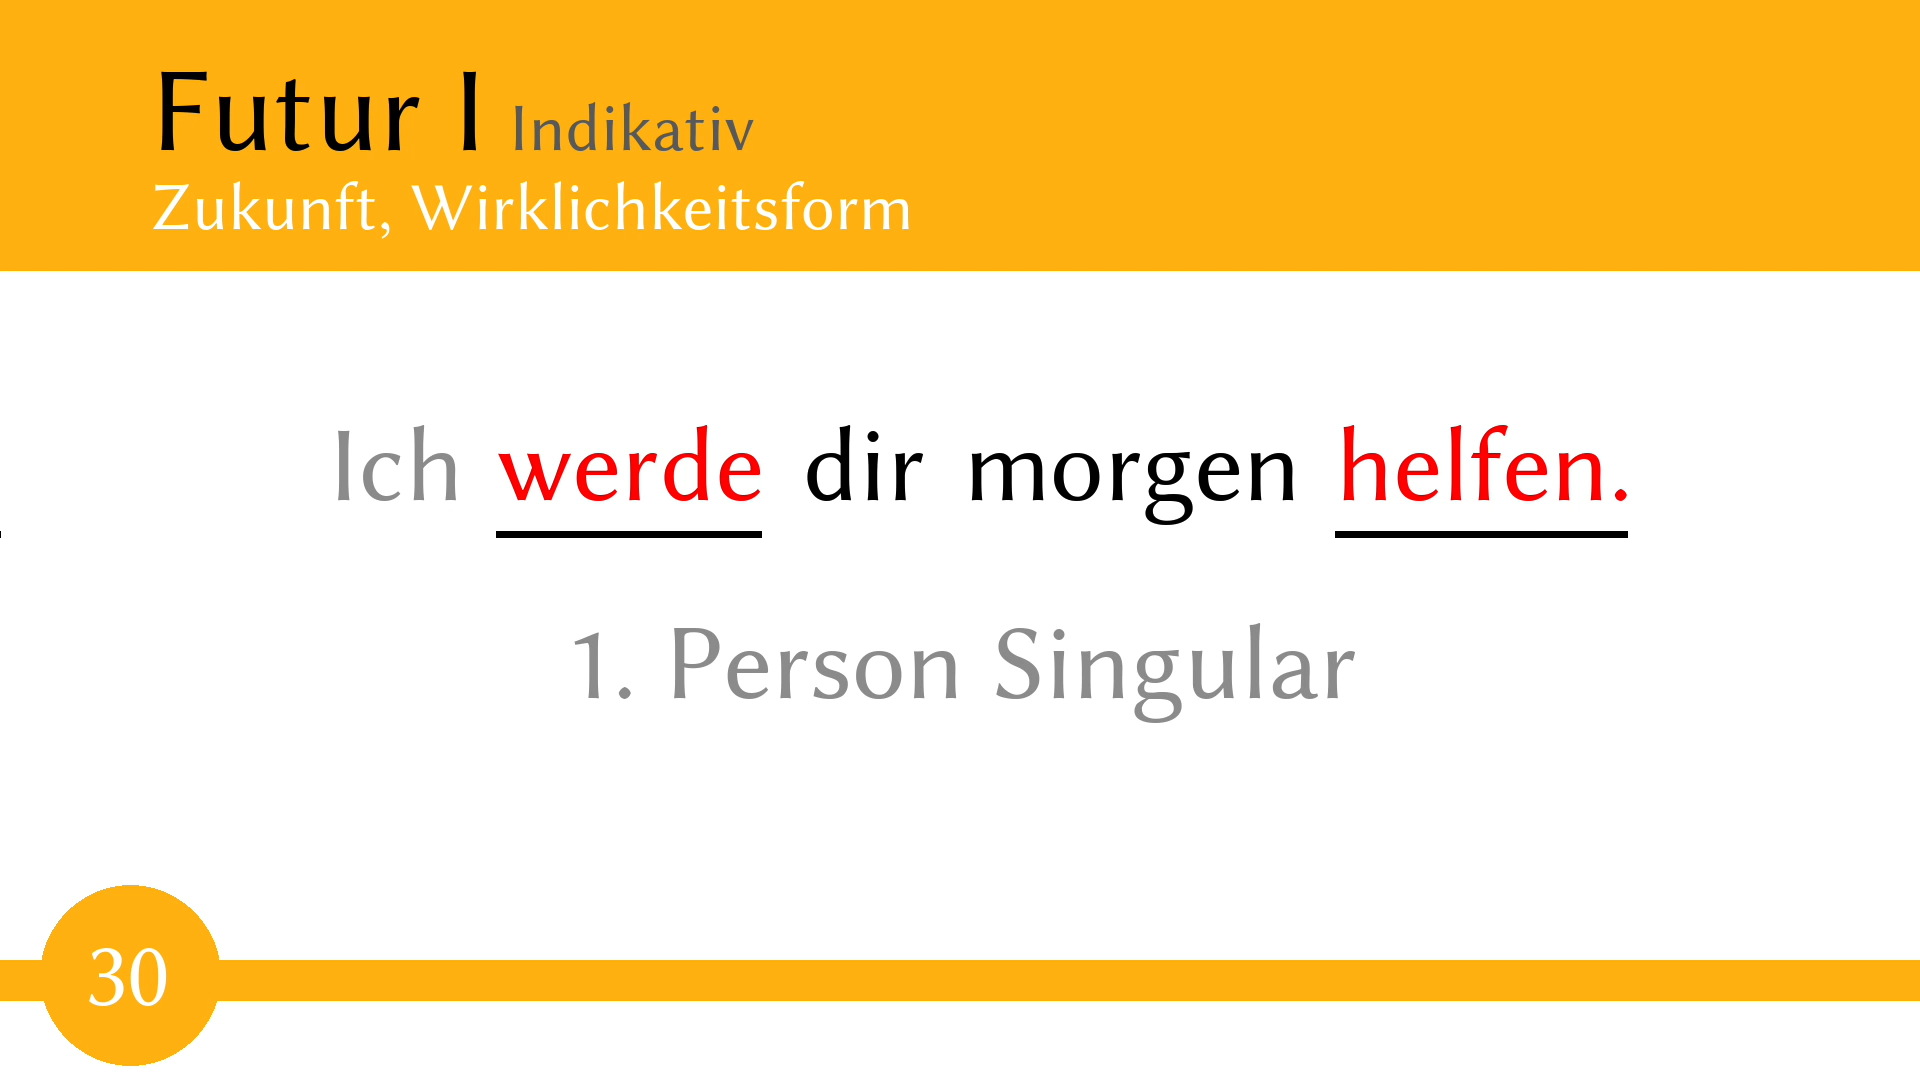 Futur I Indikativ
Zukunft, Wirklichkeitsform
Ich werde dir morgen helfen.
1. Person Singular
30